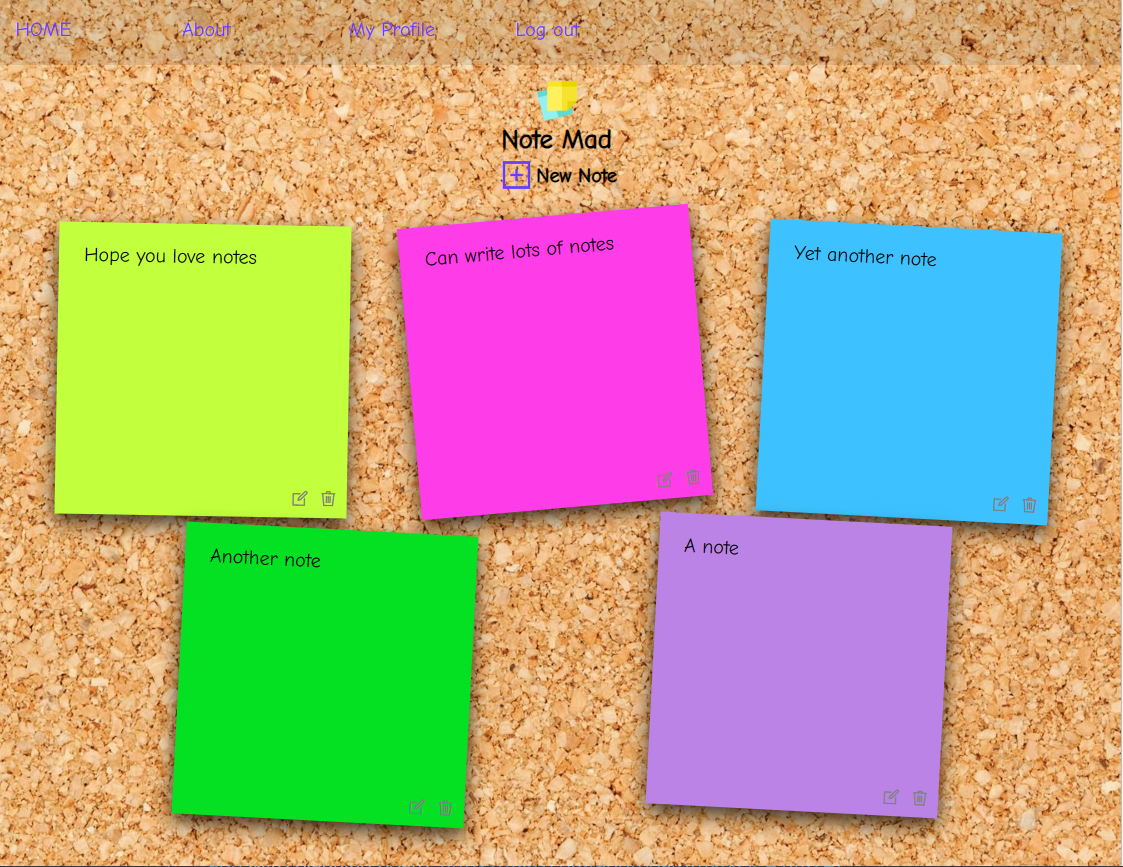 HOME About My Profile Log out
Note Mad
New Note
Hope you love notes
Can write lots of notes
Yet another note
Another note
A note